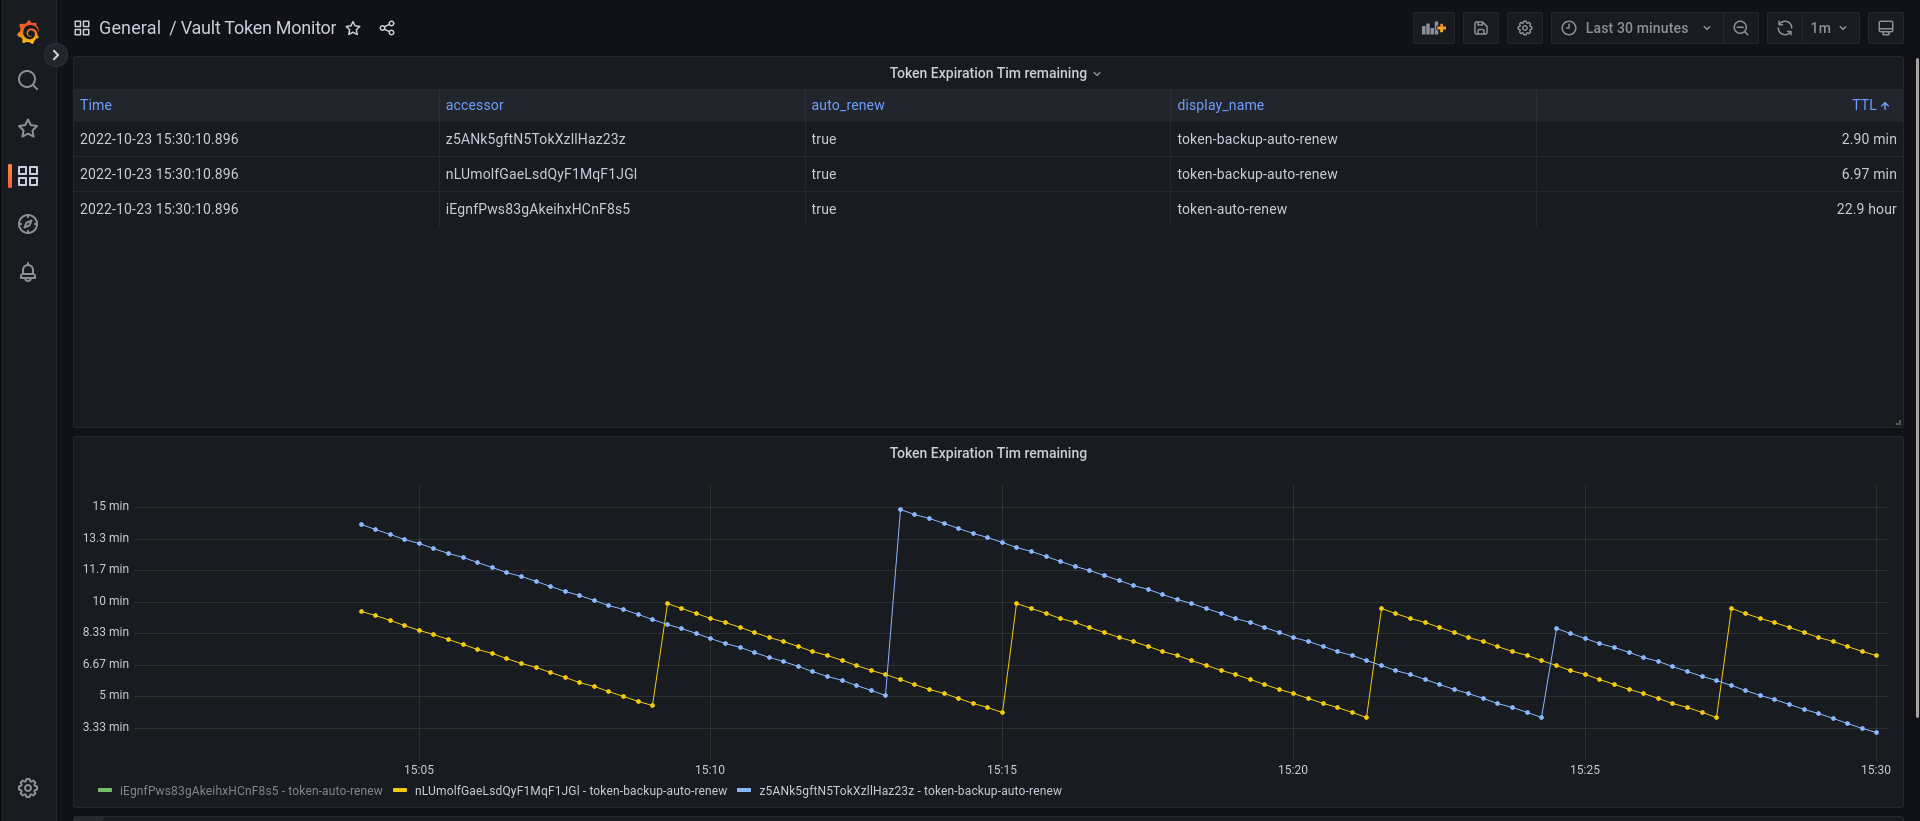 General / Vault Token Monitor
Last 30 minutes
1m
Token Expiration Tim remaining
Time accessor auto_renew display_name TTL
2022-10-23 15:30:10.896 z5ANk5gftN5TokXzllHaz23z true token-backup-auto-renew 2.90 min
2022-10-23 15:30:10.896 nLUmolfGaeLsdQyF1MqF1JGl true token-backup-auto-renew 6.97 min
2022-10-23 15:30:10.896 iEgnfPws83gAkeihxHCnF8s5 true token-auto-renew 22.9 hour
Token Expiration Tim remaining
15 min
13.3 min
11.7 min
10 min
8.33 min
6.67 min
5 min
3.33 min
15:05 15:10 15:15 15:20 15:25 15:30
iEgnfPws83gAkeihxHCnF8s5 - token-auto-renew nLUmolfGaeLsdQyF1MqF1JGl - token-backup-auto-renew z5ANk5gftN5TokXzllHaz23z - token-backup-auto-renew